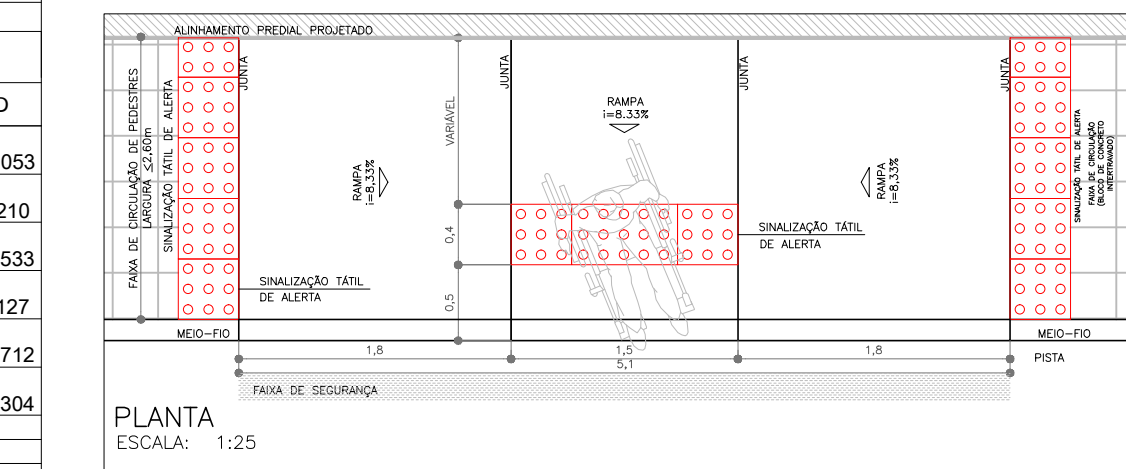 D
053
210
533
127
712
304
ALINHAMENTO PREDIAL PROJETADO
FAIXA DE CIRCULAÇÃO DE PEDESTRES
LARGURA ≤2,60m
SINALIZAÇÃO TÁTIL DE ALERTA
JUNTA
VARIÁVEL
JUNTA
RAMPA
i=8.33%
JUNTA
JUNTA
RAMPA
i=8,33%
RAMPA
i=8,33%
SINALIZAÇÃO TÁTIL DE ALERTA
FAIXA DE CIRCULAÇÃO
(BLOCO DE CONCRETO
INTERTRAVADO)
0,4
SINALIZAÇÃO TÁTIL
DE ALERTA
SINALIZAÇÃO TÁTIL
DE ALERTA
0,5
MEIO-FIO
MEIO-FIO
1,8
1,5
1,8
PISTA
5,1
FAIXA DE SEGURANÇA
PLANTA
ESCALA: 1:25